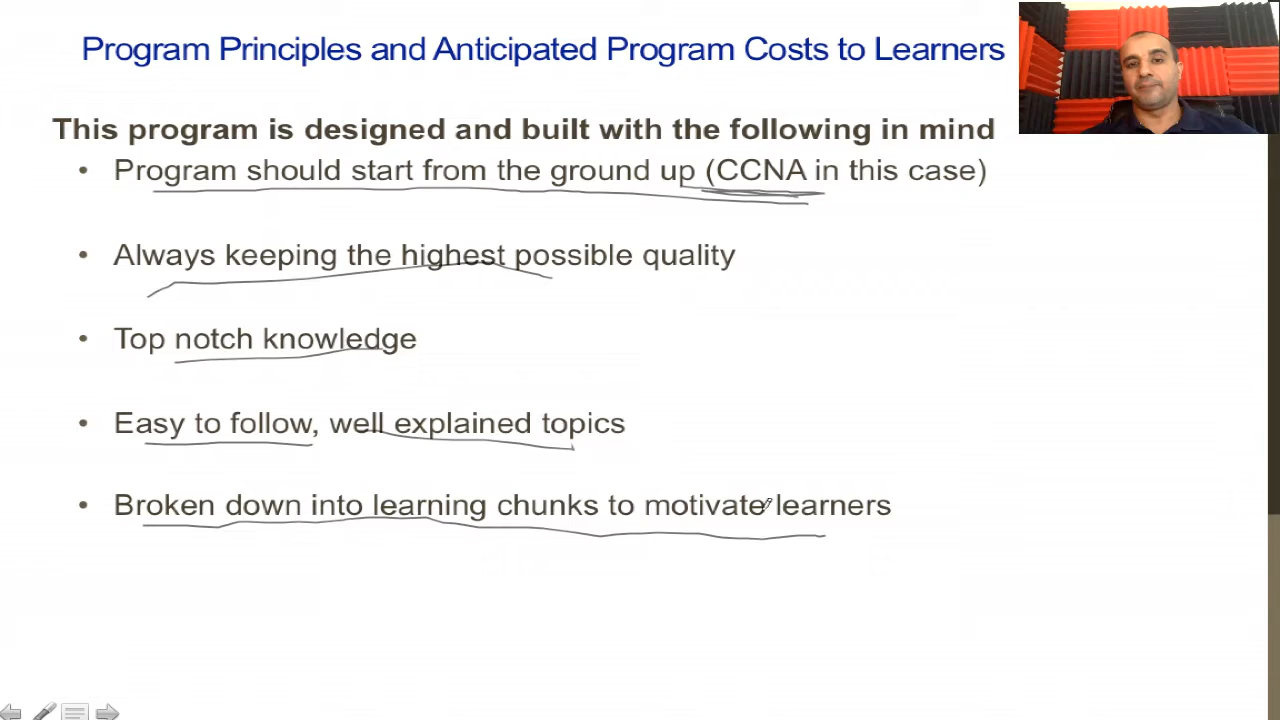 Program Principles and Anticipated Program Costs to Learners
This program is designed and built with the following in mind
• Program should start from the ground up (CCNA in this case)
• Always keeping the highest possible quality
• Top notch knowledge
• Easy to follow, well explained topics
• Broken down into learning chunks to motivate learners